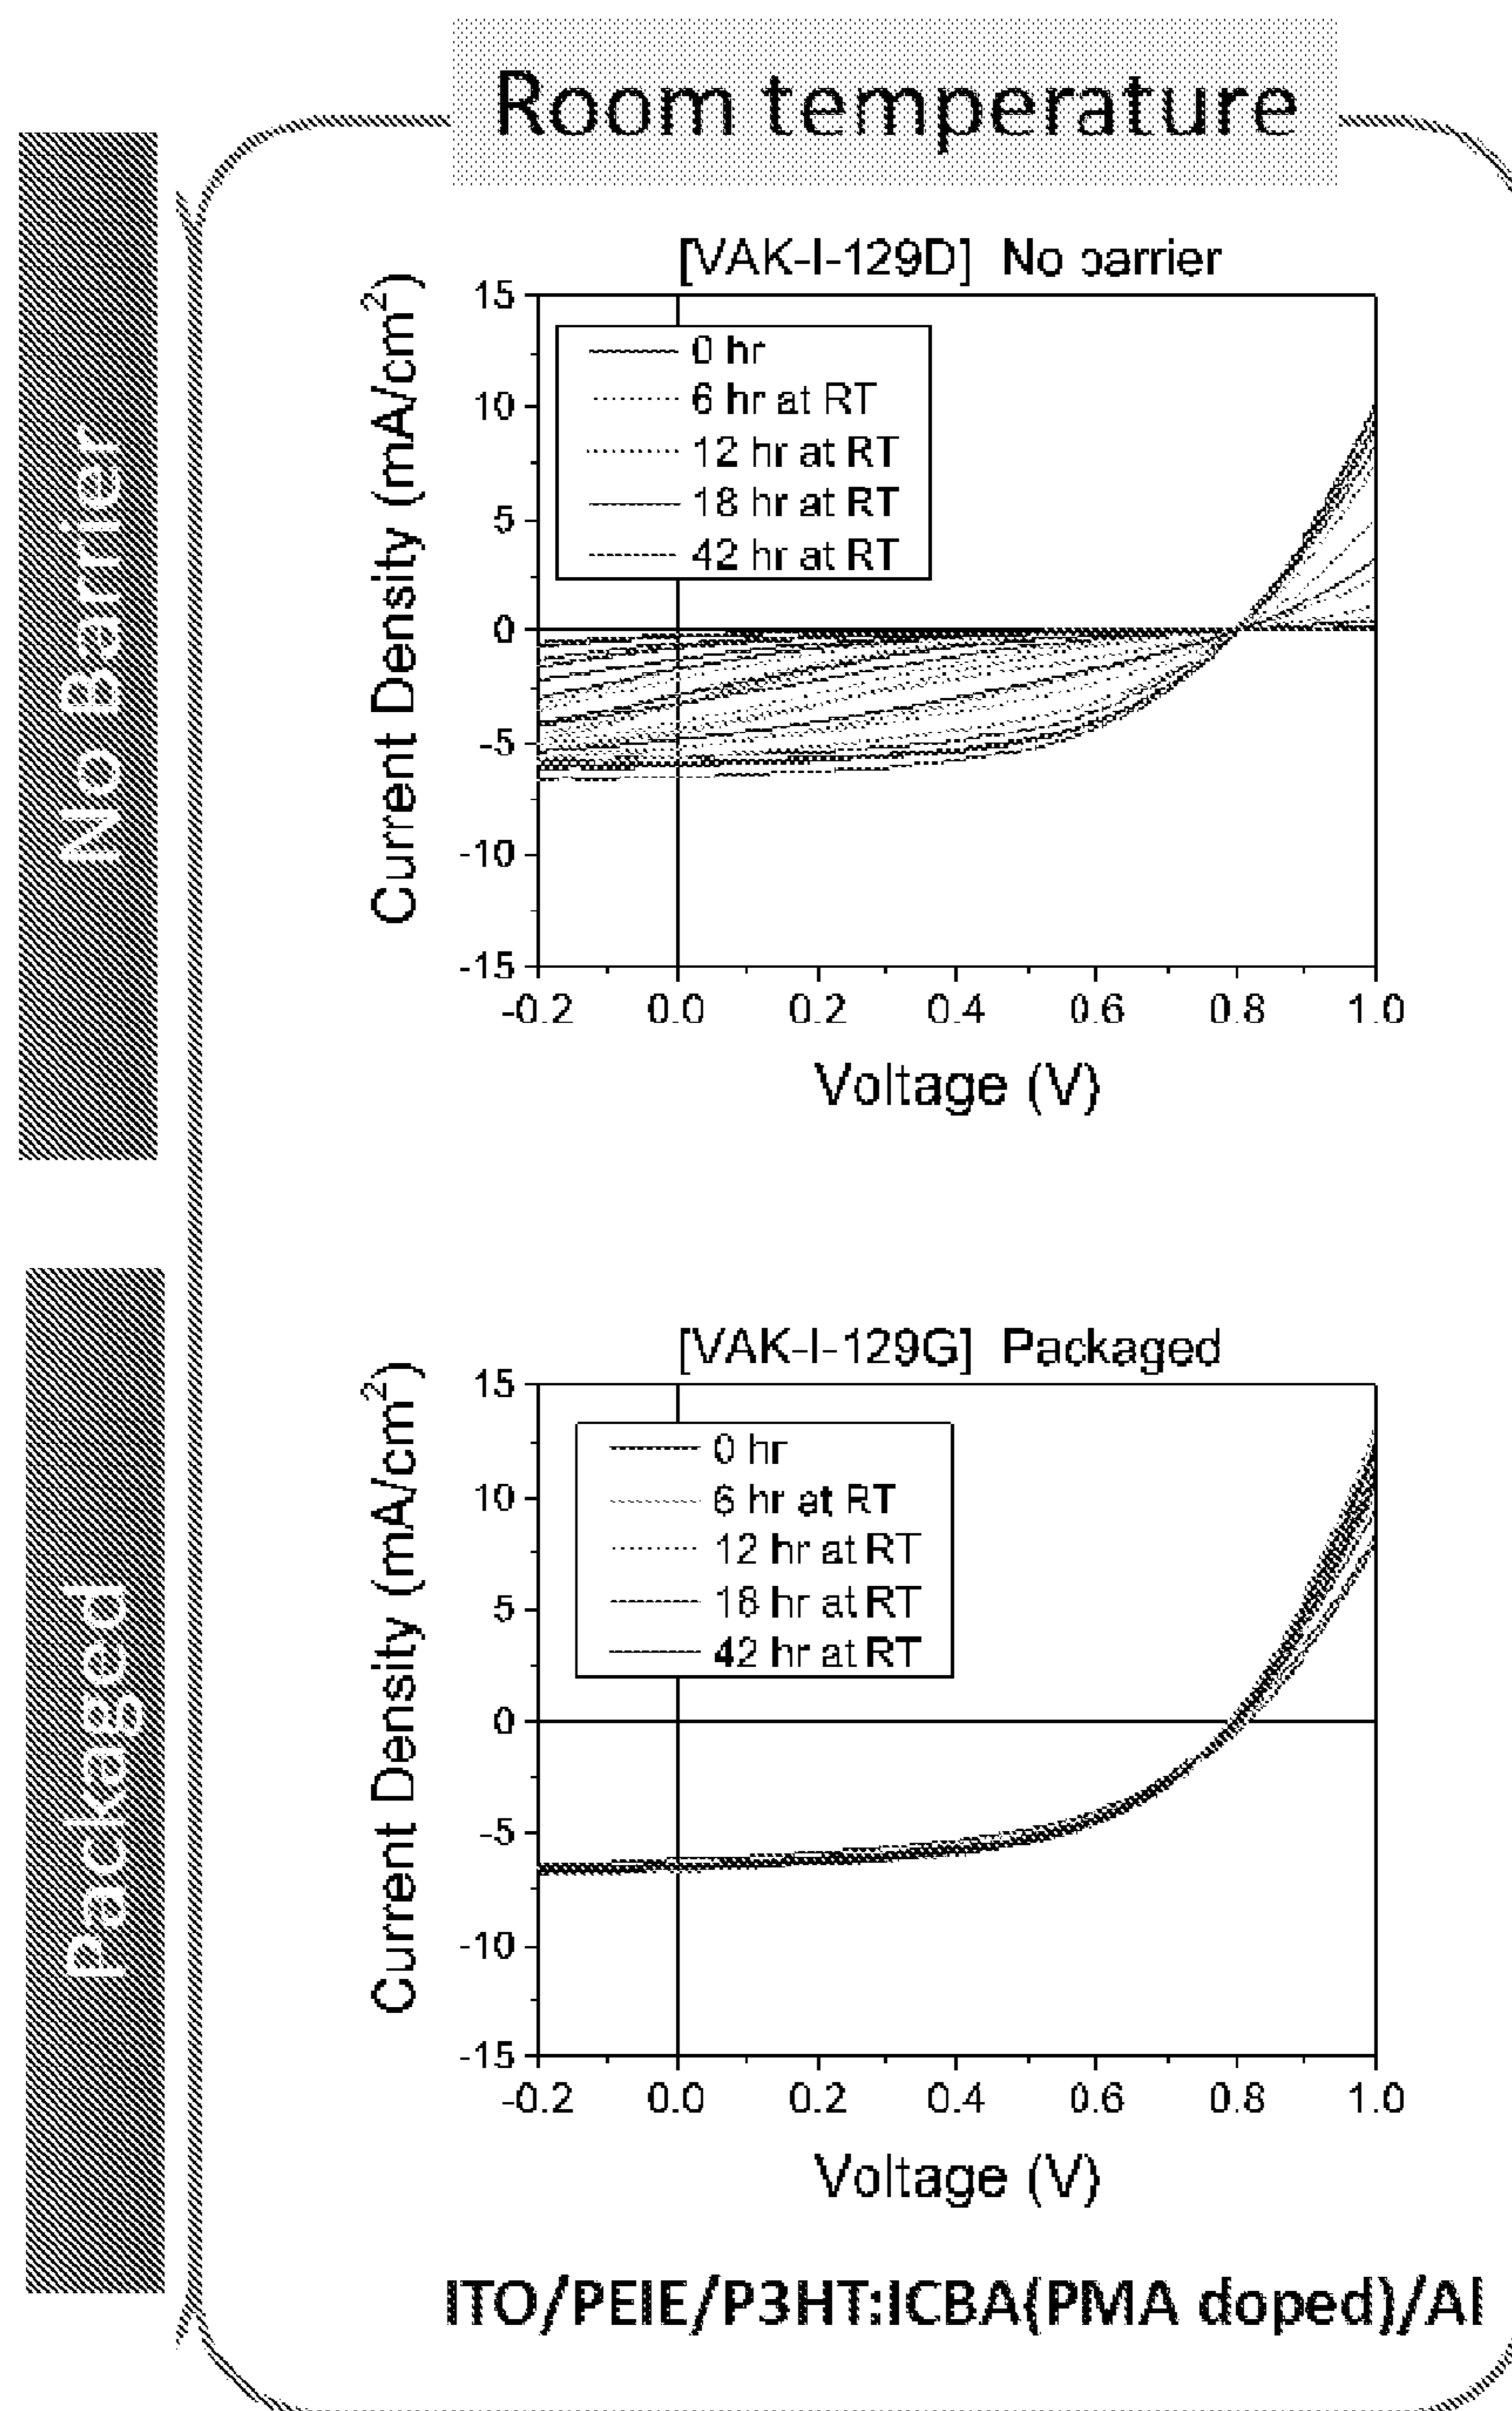 Room temperature
No Barrier
[VAK-I-129D] No barrier
Current Density (mA/cm²)
15
10
5
0
-5
-10
-15
0 hr
6 hr at RT
12 hr at RT
18 hr at RT
42 hr at RT
-0.2 0.0 0.2 0.4 0.6 0.8 1.0
Voltage (V)
Packaged
[VAK-I-129G] Packaged
Current Density (mA/cm²)
15
10
5
0
-5
-10
-15
0 hr
6 hr at RT
12 hr at RT
18 hr at RT
42 hr at RT
-0.2 0.0 0.2 0.4 0.6 0.8 1.0
Voltage (V)
ITO/PEIE/P3HT:ICBA(PMA doped)/Al